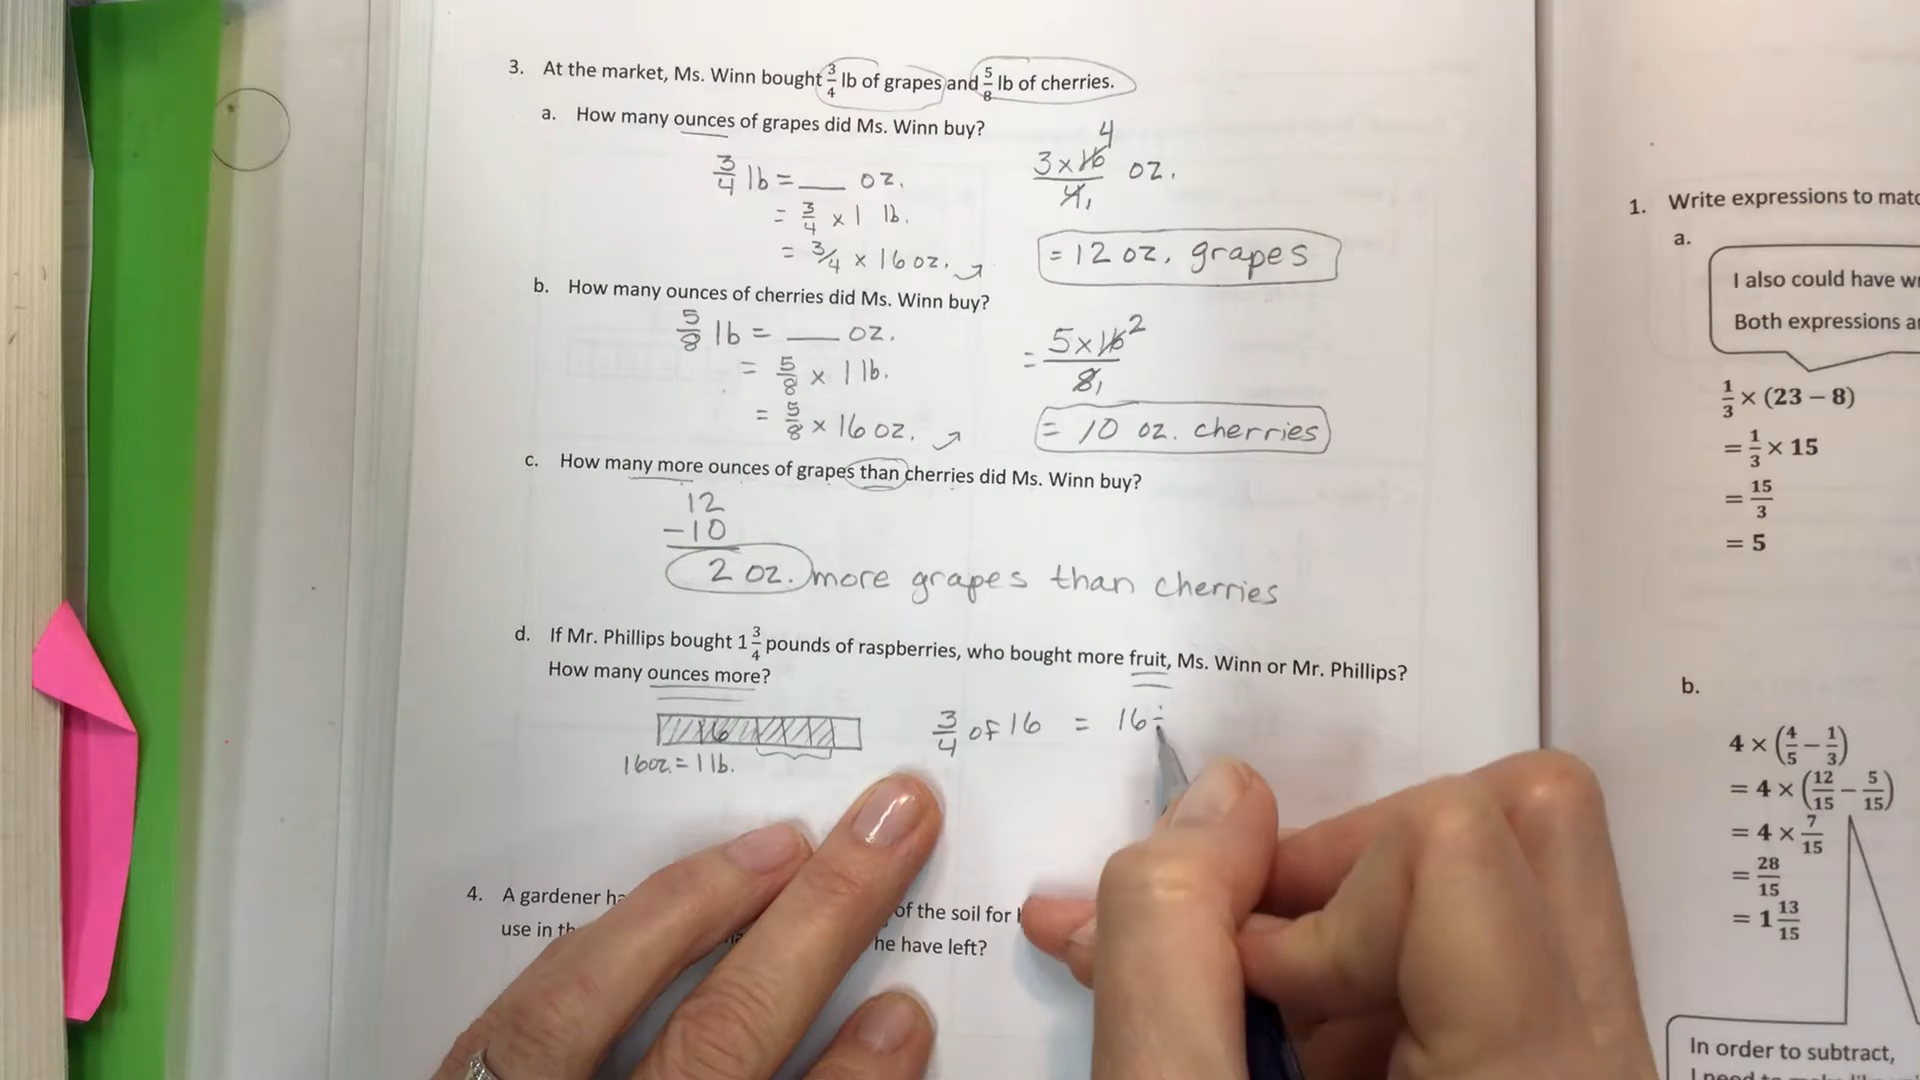 3. At the market, Ms. Winn bought 3/4 lb of grapes and 5/8 lb of cherries.
a. How many ounces of grapes did Ms. Winn buy?
3/4 lb = __ oz.
= 3/4 x 1 lb.
= 3/4 x 16 oz.
4
3 x 16 oz.
4 1
= 12 oz. grapes
b. How many ounces of cherries did Ms. Winn buy?
5/8 lb = __ oz.
= 5/8 x 1 lb.
= 5/8 x 16 oz.
= 5 x 16 2
8 1
= 10 oz. cherries
c. How many more ounces of grapes than cherries did Ms. Winn buy?
12
-10
2 oz. more grapes than cherries
d. If Mr. Phillips bought 1 3/4 pounds of raspberries, who bought more fruit, Ms. Winn or Mr. Phillips?
How many ounces more?
16oz. = 1 lb.
3/4 of 16 = 16 ÷
4. A gardener of the soil for
use in he have left?
1. Write expressions to
a.
I also could have
Both expressions
1/3 × (23 – 8)
= 1/3 × 15
= 15/3
= 5
b.
4 × (4/5 − 1/3)
= 4 × (12/15 − 5/15)
= 4 × 7/15
= 28/15
= 1 13/15
In order to subtract,
I need